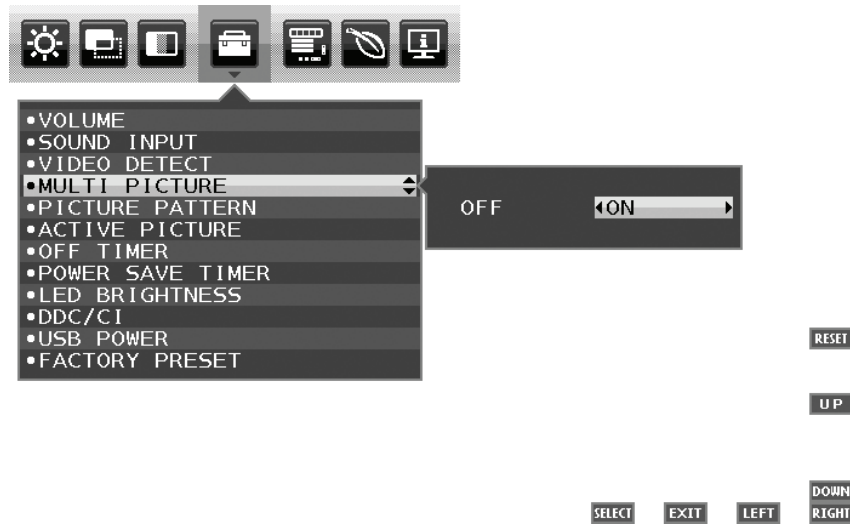 •VOLUME
•SOUND INPUT
•VIDEO DETECT
•MULTI PICTURE
•PICTURE PATTERN
•ACTIVE PICTURE
•OFF TIMER
•POWER SAVE TIMER
•LED BRIGHTNESS
•DDC/CI
•USB POWER
•FACTORY PRESET
OFF ON
RESET
UP
DOWN
SELECT EXIT LEFT RIGHT